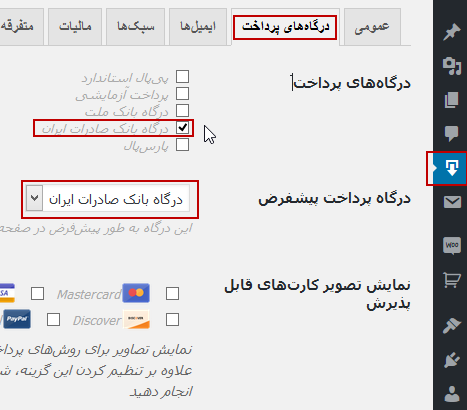 عمومی درگاه‌های پرداخت ایمیل‌ها سبک‌ها مالیات متفرقه
درگاه‌های پرداخت
پی‌پال استاندارد
پرداخت آزمایشی
درگاه بانک ملت
درگاه بانک صادرات ایران
پارس‌پال
درگاه پرداخت پیشفرض
درگاه بانک صادرات ایران
این درگاه به طور پیش‌فرض در صفحه
نمایش تصویر کارت‌های قابل
پذیرش
Mastercard VISA
Discover PayPal
نمایش تصاویر برای روش‌های پرداخ
علاوه بر تنظیم کردن این گزینه، ش
انجام دهید
WOO